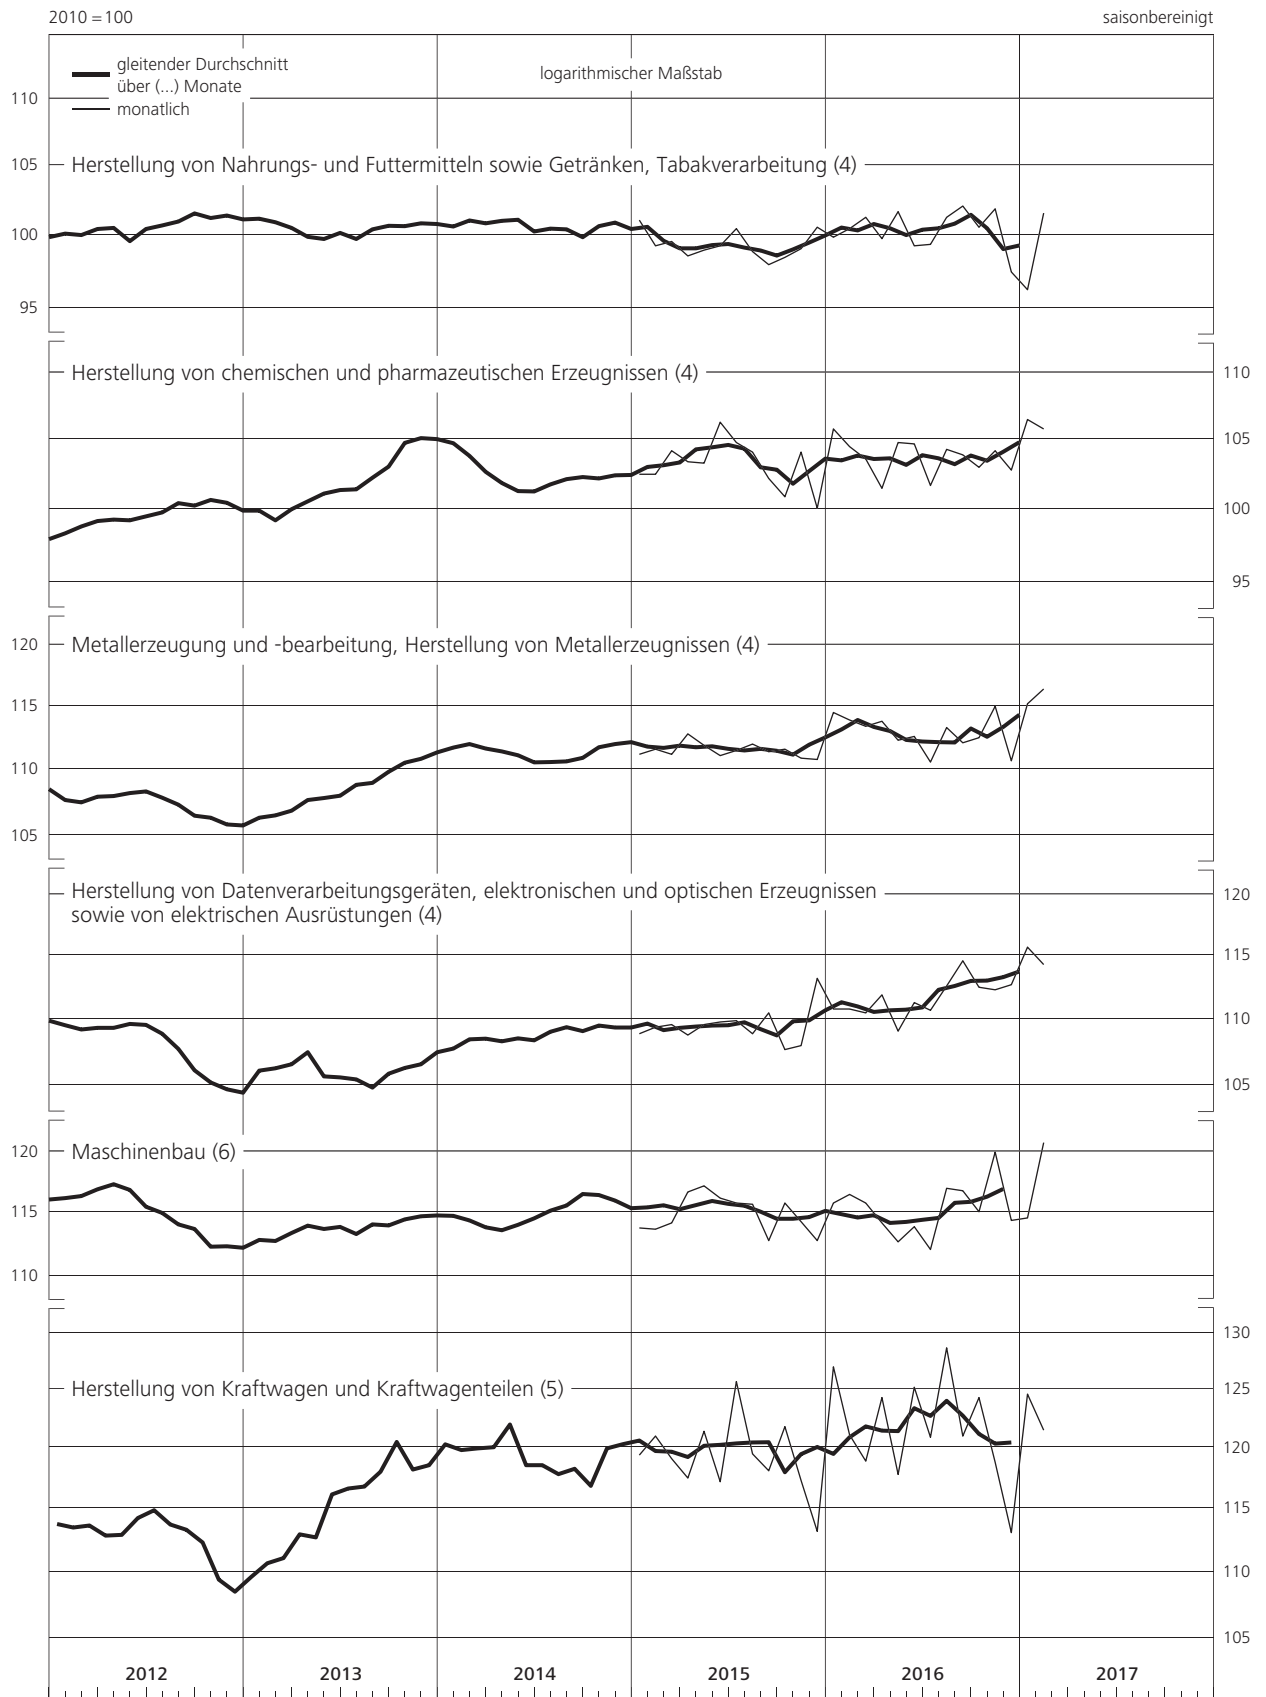 2010 = 100
saisonbereinigt
gleitender Durchschnitt
über (...) Monate
monatlich
logarithmischer Maßstab
110
105
Herstellung von Nahrungs- und Futtermitteln sowie Getränken, Tabakverarbeitung (4)
100
95
Herstellung von chemischen und pharmazeutischen Erzeugnissen (4)
110
105
100
95
120
Metallerzeugung und -bearbeitung, Herstellung von Metallerzeugnissen (4)
115
110
105
Herstellung von Datenverarbeitungsgeräten, elektronischen und optischen Erzeugnissen
120
sowie von elektrischen Ausrüstungen (4)
115
110
105
120
Maschinenbau (6)
115
110
130
Herstellung von Kraftwagen und Kraftwagenteilen (5)
125
120
115
110
105
2012 2013 2014 2015 2016 2017